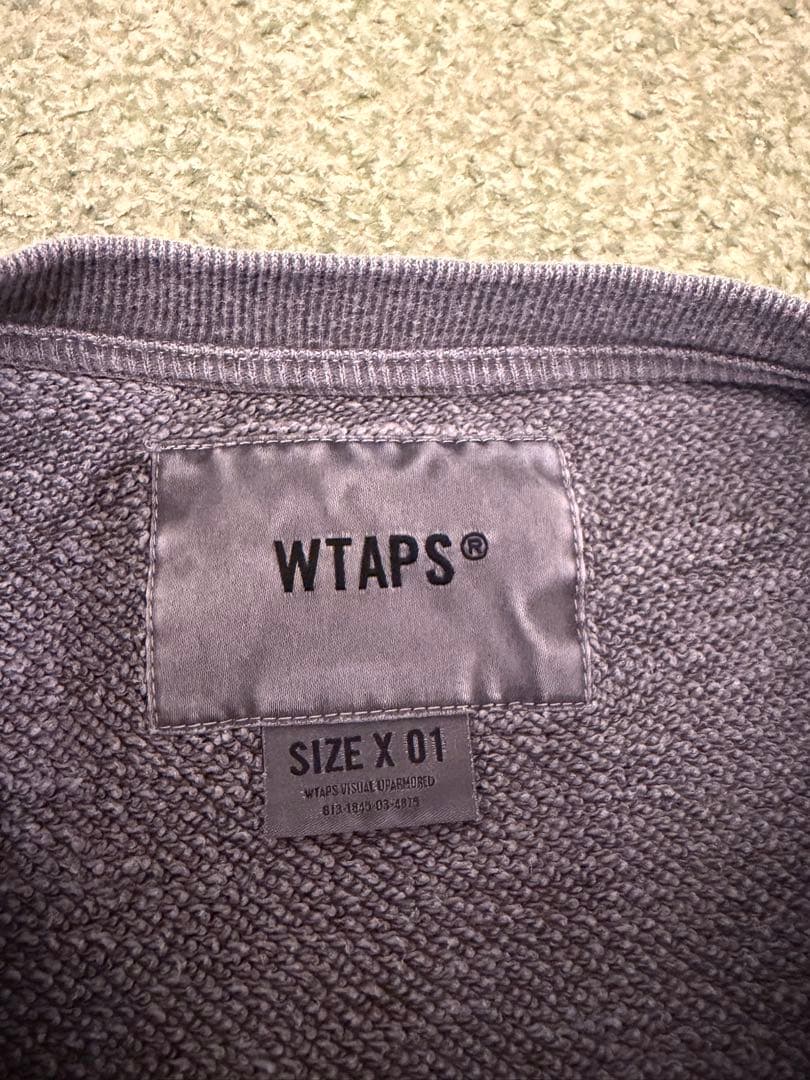 WTAPS®
SIZE X 01
WTAPS VISUAL UPARMORED
813-1845-03-4875